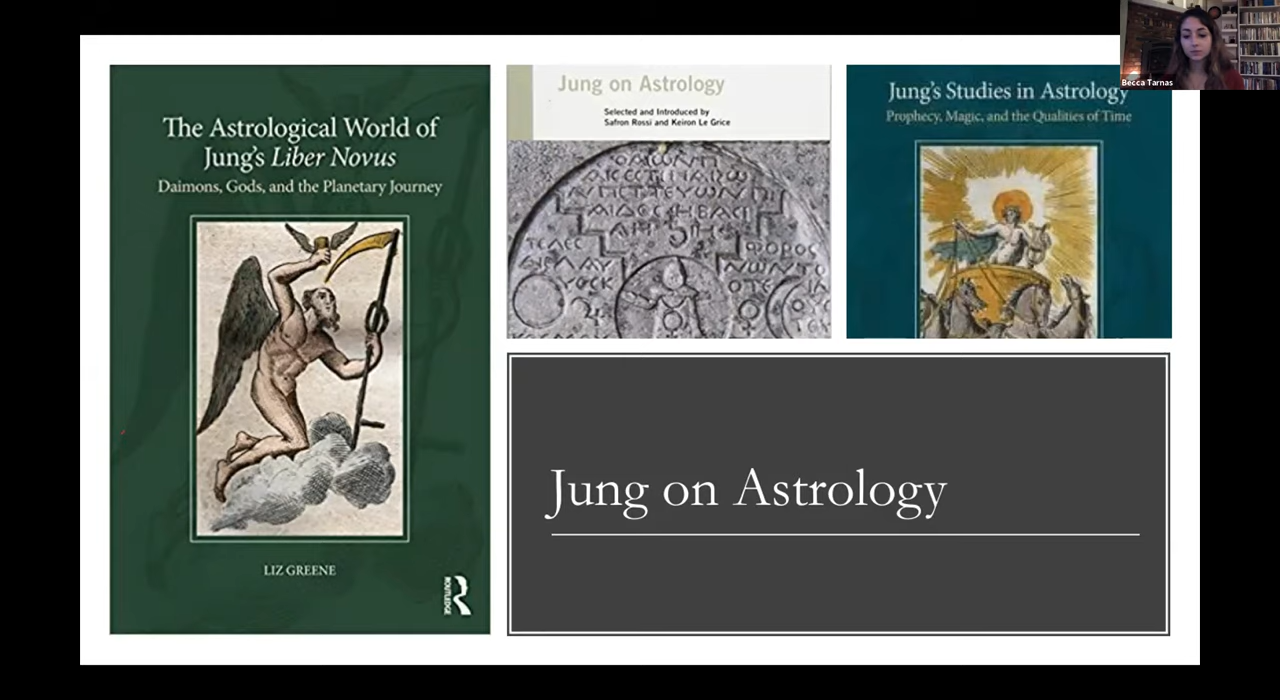 The Astrological World of
Jung's Liber Novus
Daimons, Gods, and the Planetary Journey
LIZ GREENE
ROUTLEDGE
Jung on Astrology
Selected and Introduced by
Safron Rossi and Keiron Le Grice
Jung's Studies in Astrology
Prophecy, Magic, and the Qualities of Time
Becca Tarnas
Jung on Astrology